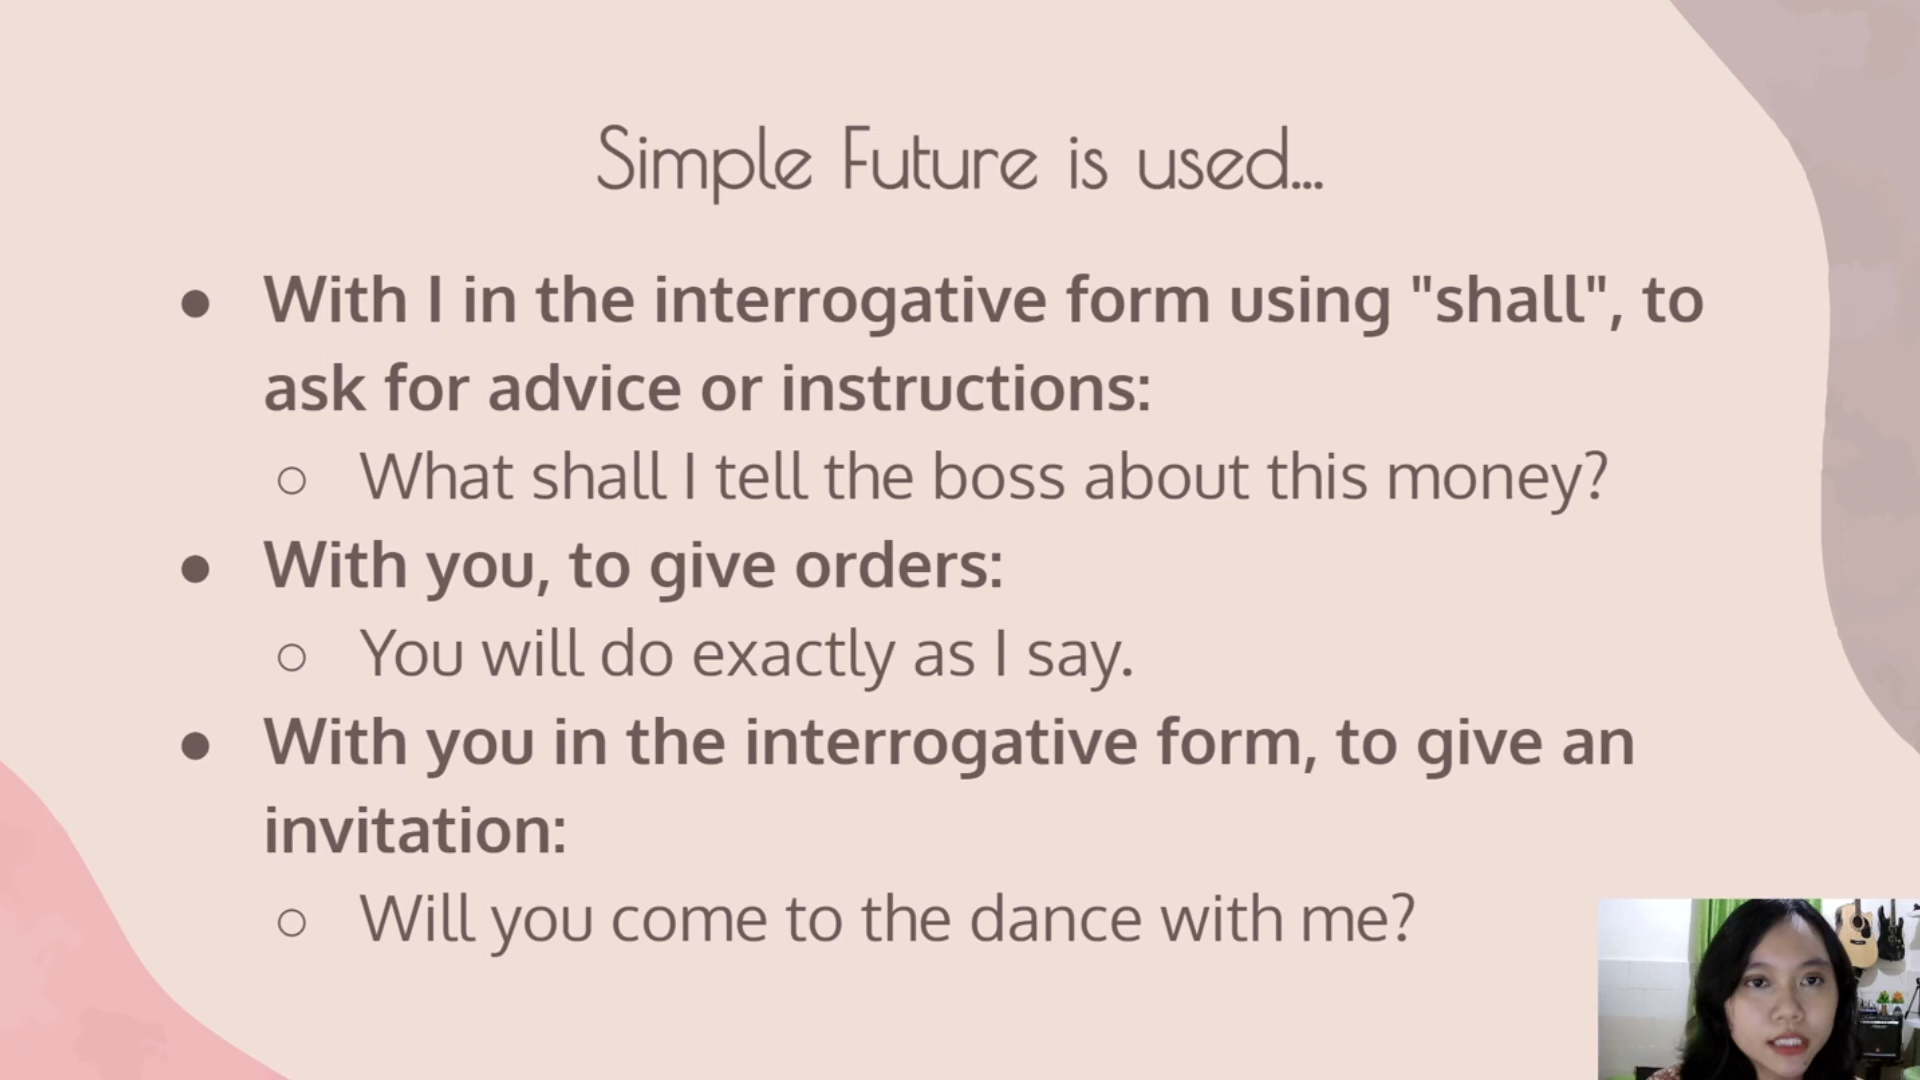 Simple Future is used...
● With I in the interrogative form using "shall", to
ask for advice or instructions:
○ What shall I tell the boss about this money?
● With you, to give orders:
○ You will do exactly as I say.
● With you in the interrogative form, to give an
invitation:
○ Will you come to the dance with me?